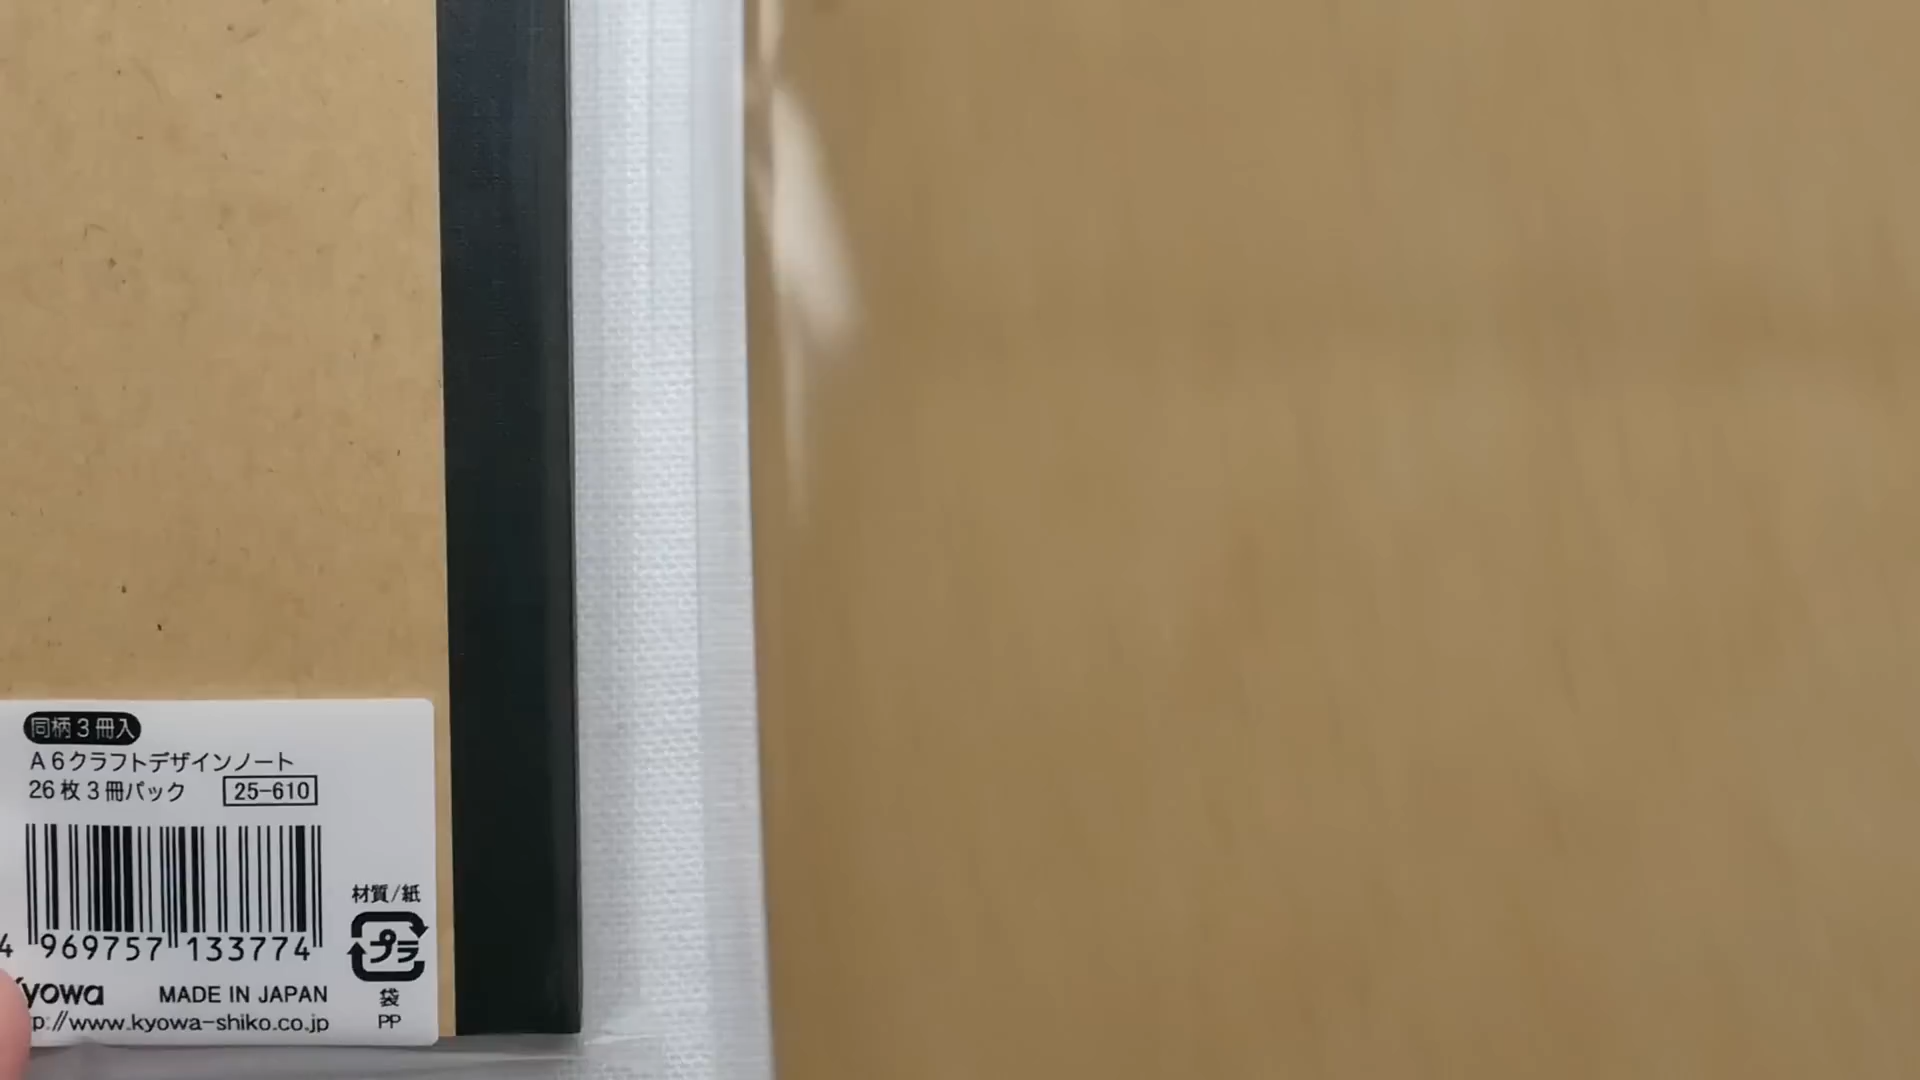 同柄3冊入
A6クラフトデザインノート
26枚3冊パック 25-610
4 969757 133774
材質/紙
プラ
袋
PP
Kyowa MADE IN JAPAN
p://www.kyowa-shiko.co.jp